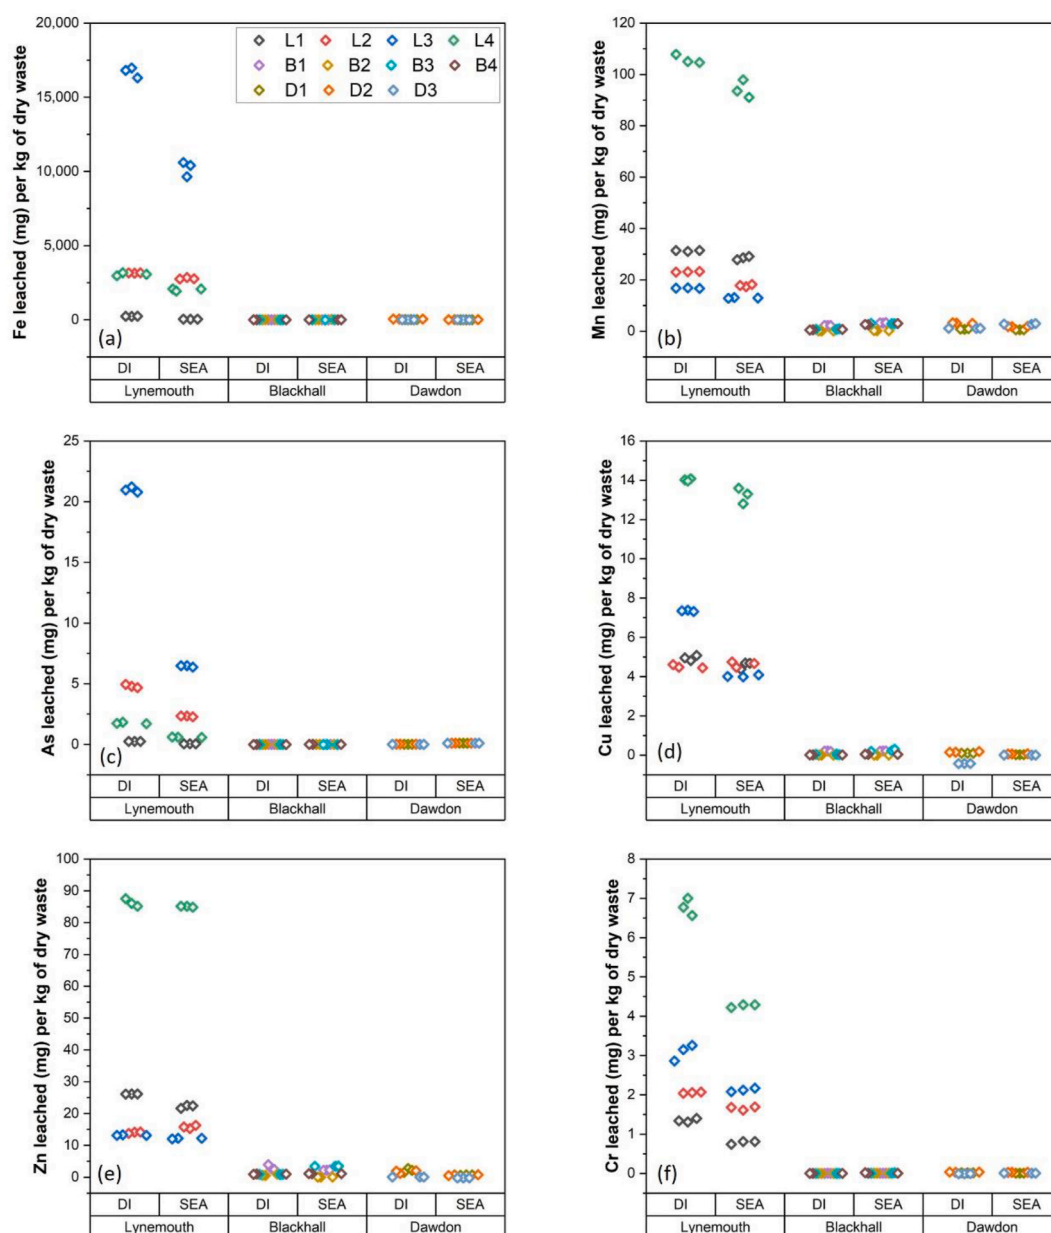 20,000
15,000
10,000
5,000
0
Fe leached (mg) per kg of dry waste
L1 L2 L3 L4
B1 B2 B3 B4
D1 D2 D3
(a)
DI SEA DI SEA DI SEA
Lynemouth Blackhall Dawdon
120
100
80
60
40
20
0
Mn leached (mg) per kg of dry waste
(b)
DI SEA DI SEA DI SEA
Lynemouth Blackhall Dawdon
25
20
15
10
5
0
As leached (mg) per kg of dry waste
(c)
DI SEA DI SEA DI SEA
Lynemouth Blackhall Dawdon
16
14
12
10
8
6
4
2
0
Cu leached (mg) per kg of dry waste
(d)
DI SEA DI SEA DI SEA
Lynemouth Blackhall Dawdon
100
90
80
70
60
50
40
30
20
10
0
Zn leached (mg) per kg of dry waste
(e)
DI SEA DI SEA DI SEA
Lynemouth Blackhall Dawdon
8
7
6
5
4
3
2
1
0
Cr leached (mg) per kg of dry waste
(f)
DI SEA DI SEA DI SEA
Lynemouth Blackhall Dawdon